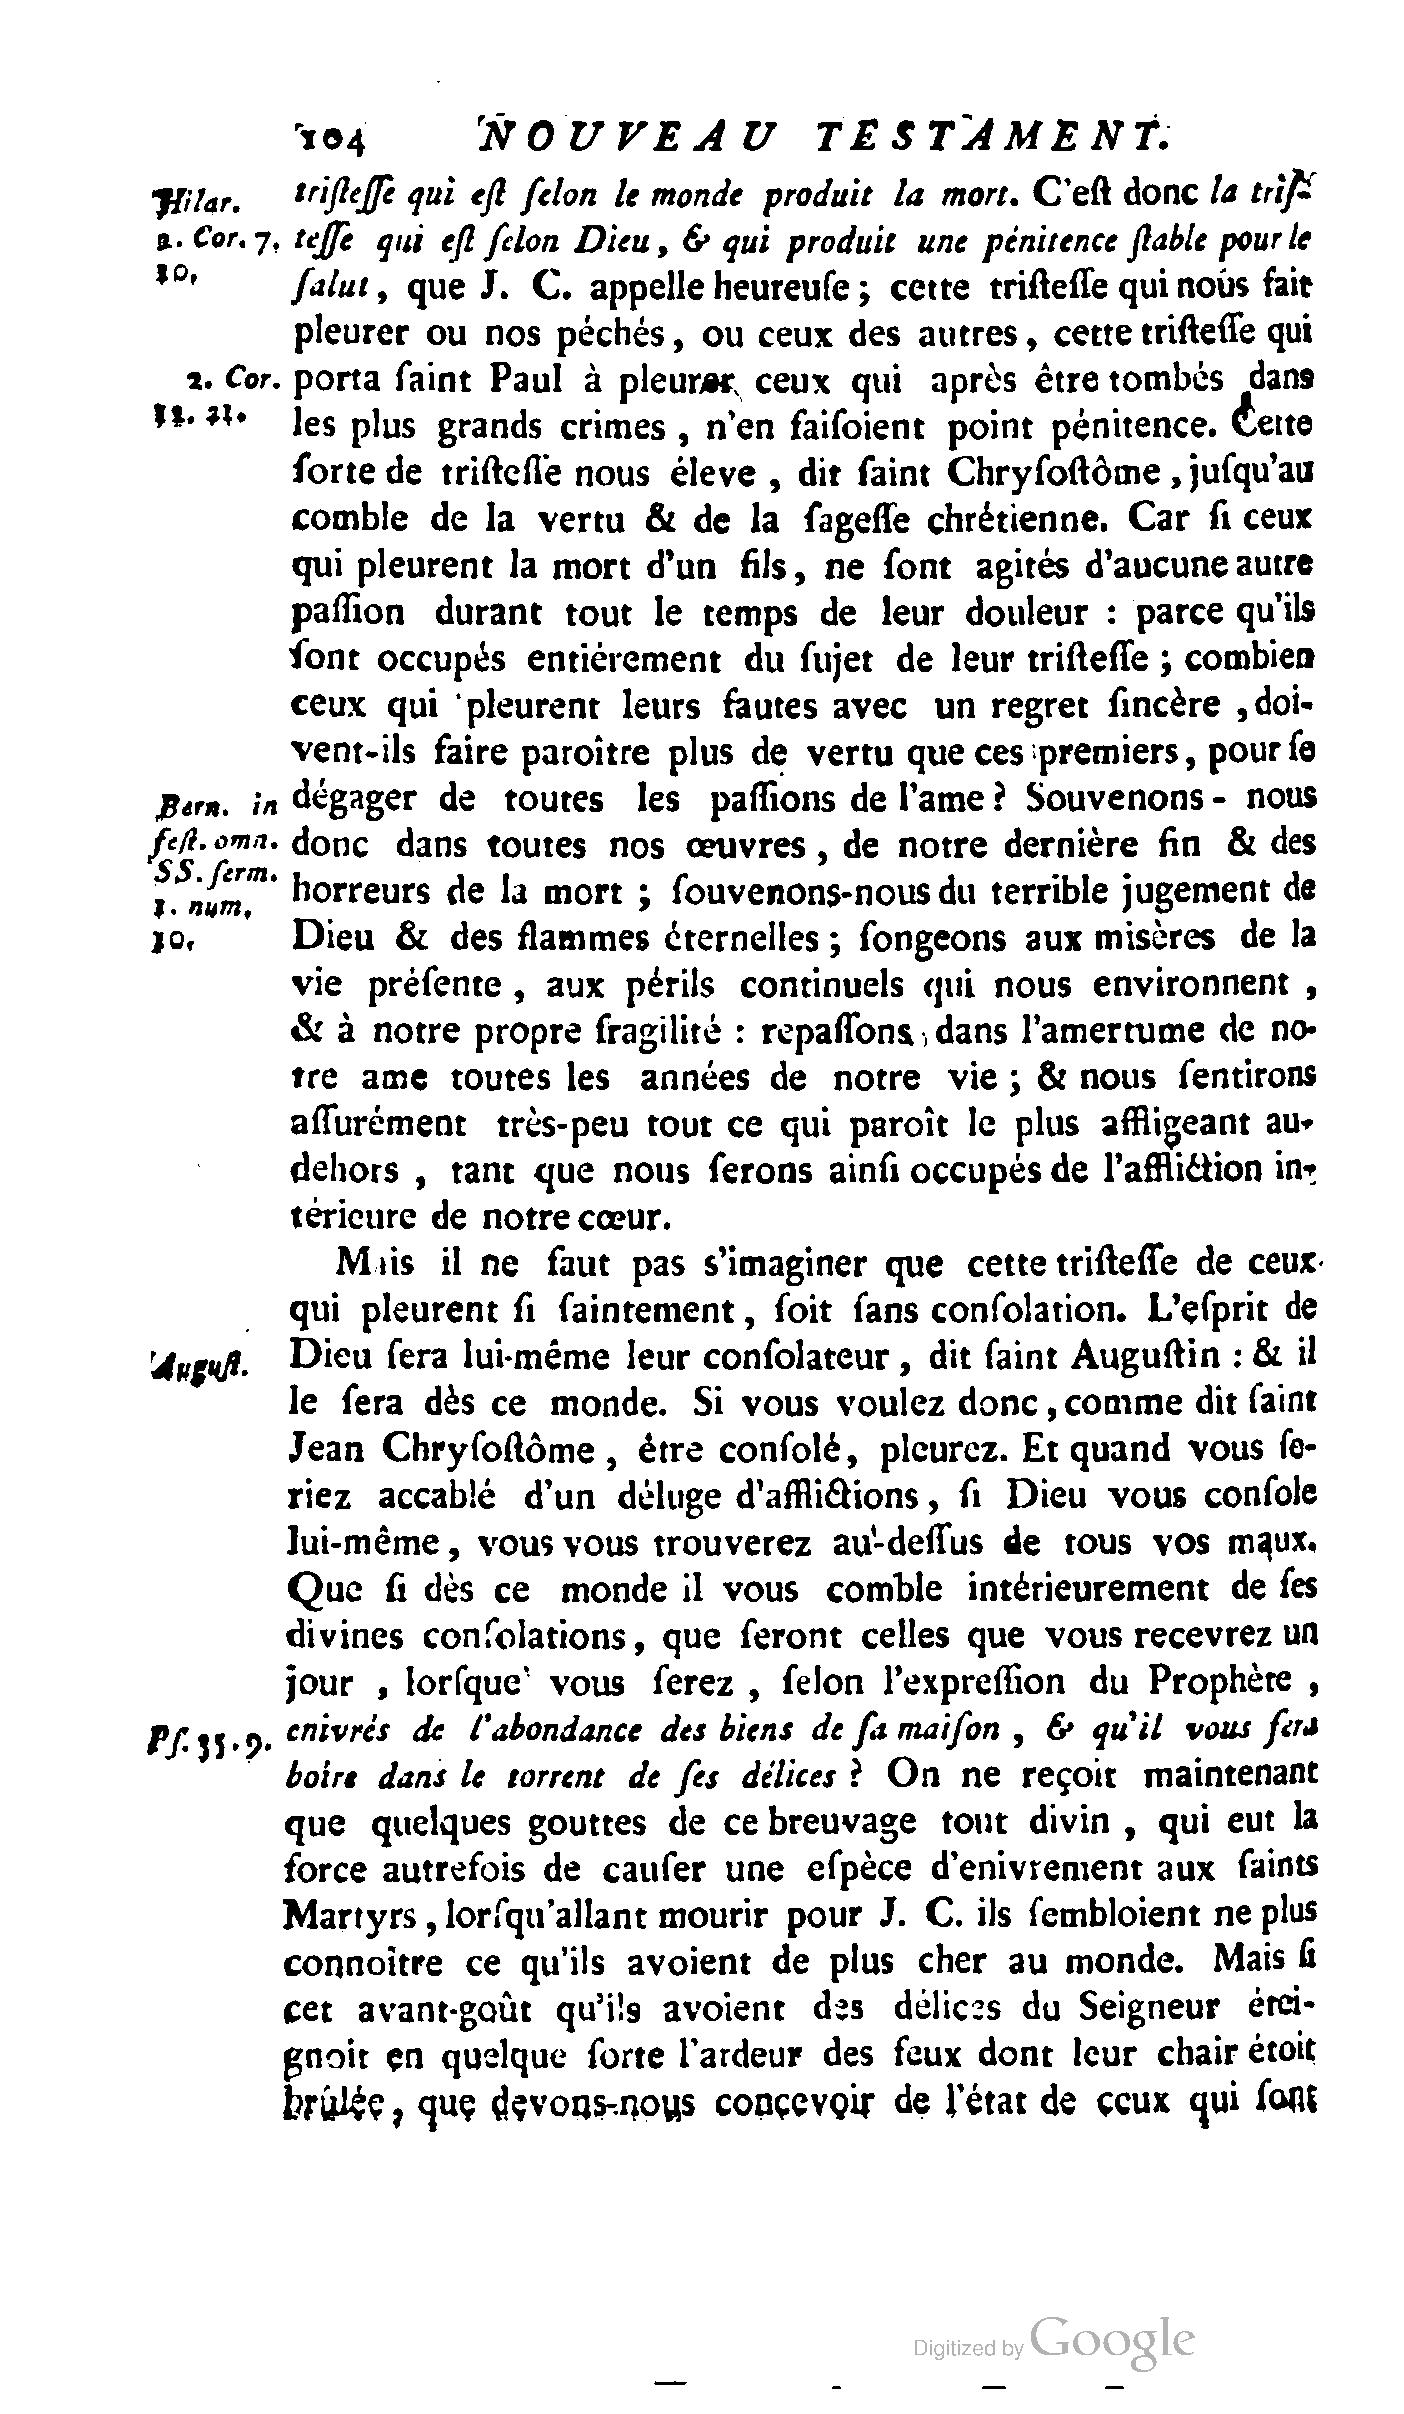 104 NOUVEAU TESTAMENT.
Hilar. triſteſſe qui eſt ſelon le monde produit la mort. C'eſt donc la triſ-
2. Cor. 7, teſſe qui eſt ſelon Dieu, & qui produit une pénitence ſtable pour le
10, ſalut, que J. C. appelle heureuſe; cette triſteſſe qui nous fait
pleurer ou nos péchés, ou ceux des autres, cette triſteſſe qui
2. Cor. porta ſaint Paul à pleurer ceux qui après être tombés dans
12. 21. les plus grands crimes, n'en faiſoient point pénitence. Cette
ſorte de triſteſſe nous éleve, dit ſaint Chryſoſtôme, juſqu'au
comble de la vertu & de la ſageſſe chrétienne. Car ſi ceux
qui pleurent la mort d'un fils, ne ſont agités d'aucune autre
paſſion durant tout le temps de leur douleur : parce qu'ils
ſont occupés entiérement du ſujet de leur triſteſſe ; combien
ceux qui pleurent leurs fautes avec un regret ſincère, doi-
vent-ils faire paroître plus de vertu que ces premiers, pour ſe
Bern. in dégager de toutes les paſſions de l'ame ? Souvenons-nous
feſt. omn. donc dans toutes nos œuvres, de notre dernière fin & des
SS. ſerm.
1. num. horreurs de la mort ; ſouvenons-nous du terrible jugement de
10, Dieu & des flammes éternelles ; ſongeons aux misères de la
vie préſente, aux périls continuels qui nous environnent,
& à notre propre fragilité : repaſſons dans l'amertume de no-
tre ame toutes les années de notre vie ; & nous ſentirons
aſſurément très-peu tout ce qui paroît le plus affligeant au-
dehors, tant que nous ſerons ainſi occupés de l'affliction in-
térieure de notre cœur.
Mais il ne faut pas s'imaginer que cette triſteſſe de ceux
qui pleurent ſi ſaintement, ſoit ſans conſolation. L'eſprit de
Auguſt. Dieu ſera lui-même leur conſolateur, dit ſaint Auguſtin : & il
le ſera dès ce monde. Si vous voulez donc, comme dit ſaint
Jean Chryſoſtôme, être conſolé, pleurez. Et quand vous ſe-
riez accablé d'un déluge d'afflictions, ſi Dieu vous conſole
lui-même, vous vous trouverez au-deſſus de tous vos maux.
Que ſi dès ce monde il vous comble intérieurement de ſes
divines conſolations, que ſeront celles que vous recevrez un
jour, lorſque vous ſerez, ſelon l'expreſſion du Prophète,
Pſ. 35. 9. enivrés de l'abondance des biens de ſa maiſon, & qu'il vous fera
boire dans le torrent de ſes délices ? On ne reçoit maintenant
que quelques gouttes de ce breuvage tout divin, qui eut la
force autrefois de cauſer une eſpèce d'enivrement aux ſaints
Martyrs, lorſqu'allant mourir pour J. C. ils ſembloient ne plus
connoître ce qu'ils avoient de plus cher au monde. Mais ſi
cet avant-goût qu'ils avoient des délices du Seigneur étei-
gnoit en quelque ſorte l'ardeur des feux dont leur chair étoit
brûlée, que devons-nous concevoir de l'état de ceux qui ſont
Digitized by Google